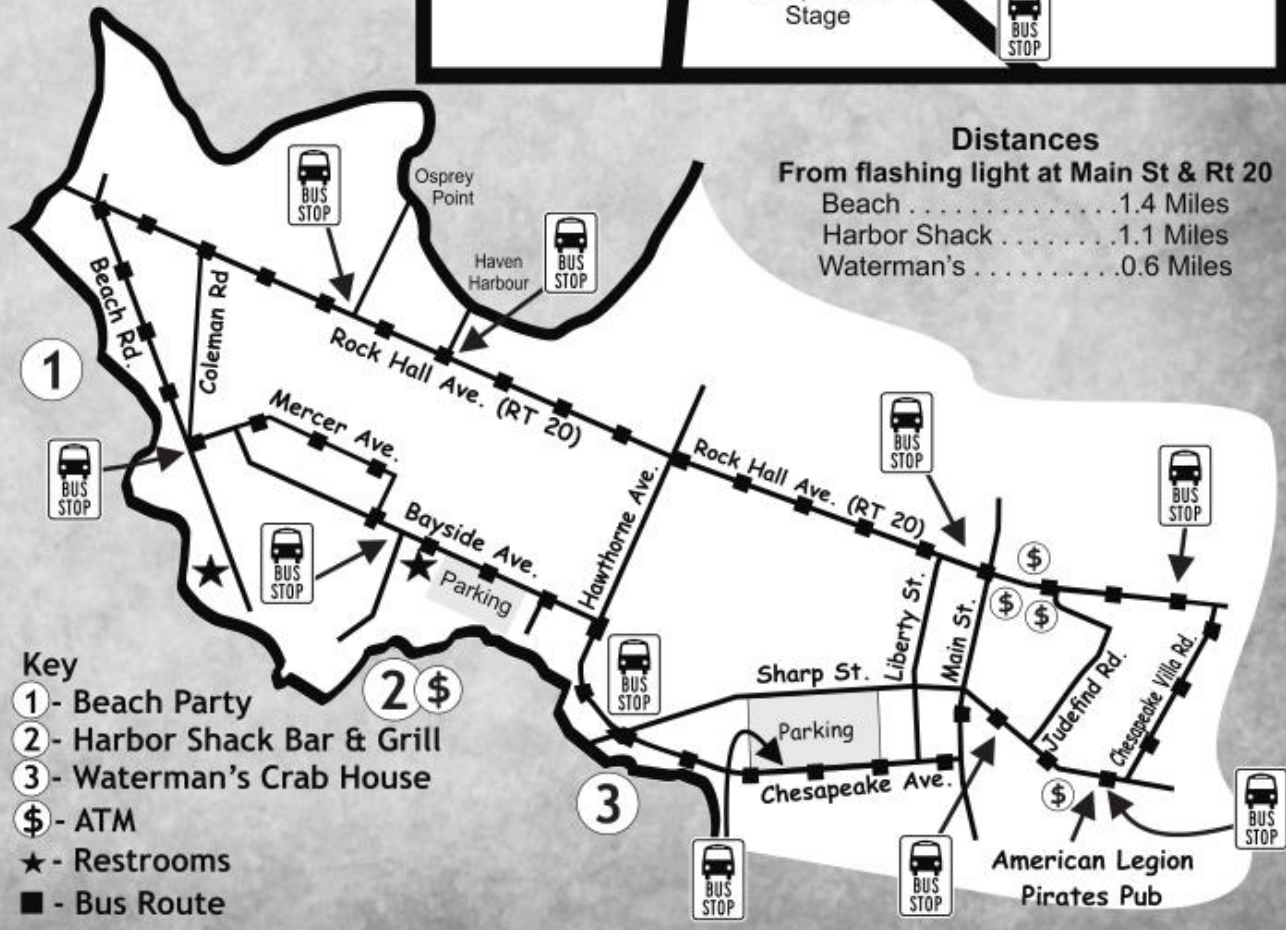 Stage
BUS
STOP
Distances
From flashing light at Main St & Rt 20
Beach . . . . . . . . . . . . . .1.4 Miles
Harbor Shack . . . . . . . .1.1 Miles
Waterman's . . . . . . . . . .0.6 Miles
BUS
STOP
Osprey
Point
BUS
STOP
Haven
Harbour
Beach Rd.
Coleman Rd
Rock Hall Ave. (RT 20)
1
Mercer Ave.
BUS
STOP
Rock Hall Ave. (RT 20)
BUS
STOP
BUS
STOP
Hawthorne Ave.
Bayside Ave.
BUS
STOP
Parking
$
$ $
Liberty St.
Main St.
Judefind Rd.
Chesapeake Villa Rd.
BUS
STOP
Sharp St.
Parking
Chesapeake Ave.
2 $
3
$
BUS
STOP
BUS
STOP
BUS
STOP
American Legion
Pirates Pub
Key
1 - Beach Party
2 - Harbor Shack Bar & Grill
3 - Waterman's Crab House
$ - ATM
★ - Restrooms
■ - Bus Route